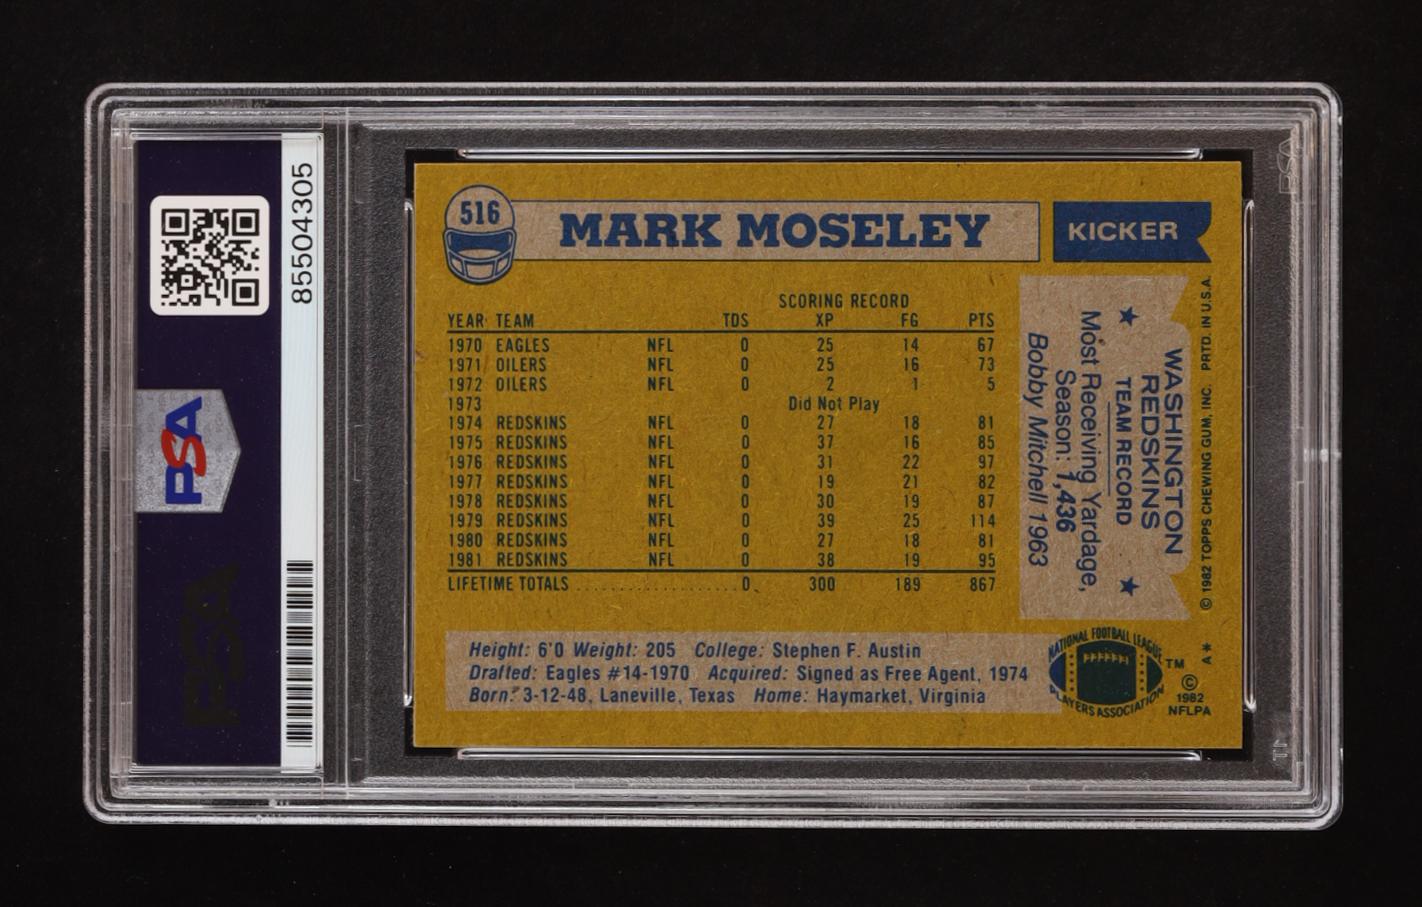 516
MARK MOSELEY
KICKER
SCORING RECORD
YEAR TEAM TDS XP FG PTS
1970 EAGLES NFL 0 25 14 67
1971 OILERS NFL 0 25 16 73
1972 OILERS NFL 0 2 1 5
1973 Did Not Play
1974 REDSKINS NFL 0 27 18 81
1975 REDSKINS NFL 0 37 16 85
1976 REDSKINS NFL 0 31 22 97
1977 REDSKINS NFL 0 19 21 82
1978 REDSKINS NFL 0 30 19 87
1979 REDSKINS NFL 0 39 25 114
1980 REDSKINS NFL 0 27 18 81
1981 REDSKINS NFL 0 38 19 95
LIFETIME TOTALS ....................0 300 189 867
WASHINGTON
REDSKINS
TEAM RECORD
Most Receiving Yardage,
Season: 1,436
Bobby Mitchell 1963
© 1982 TOPPS CHEWING GUM, INC. PRTD. IN U.S.A.
Height: 6'0 Weight: 205 College: Stephen F. Austin
Drafted: Eagles #14-1970 Acquired: Signed as Free Agent, 1974
Born: 3-12-48, Laneville, Texas Home: Haymarket, Virginia
NATIONAL FOOTBALL LEAGUE
PLAYERS ASSOCIATION
TM
A*
©
1982
NFLPA
85504305
PSA
PSA
PSA